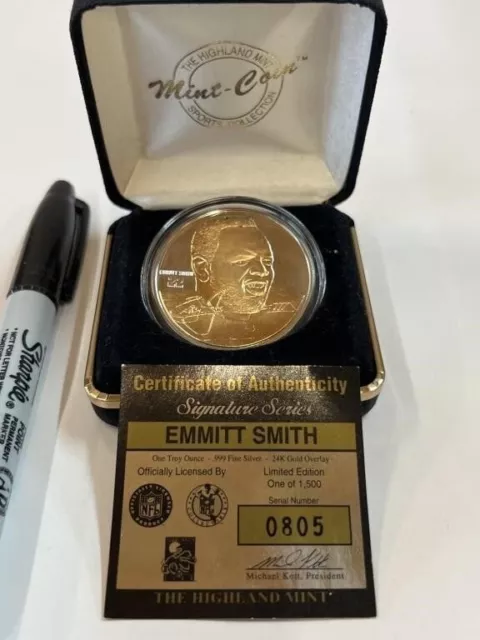 THE HIGHLAND MINT
Mint-Coin™
SPORTS COLLECTION
EMMITT SMITH
22
Sharpie
Certificate of Authenticity
Signature Series
EMMITT SMITH
One Troy Ounce - .999 Fine Silver - 24K Gold Overlay
Officially Licensed By
Limited Edition
One of 1,500
Serial Number
NFL
0805
Michael Kott, President
THE HIGHLAND MINT